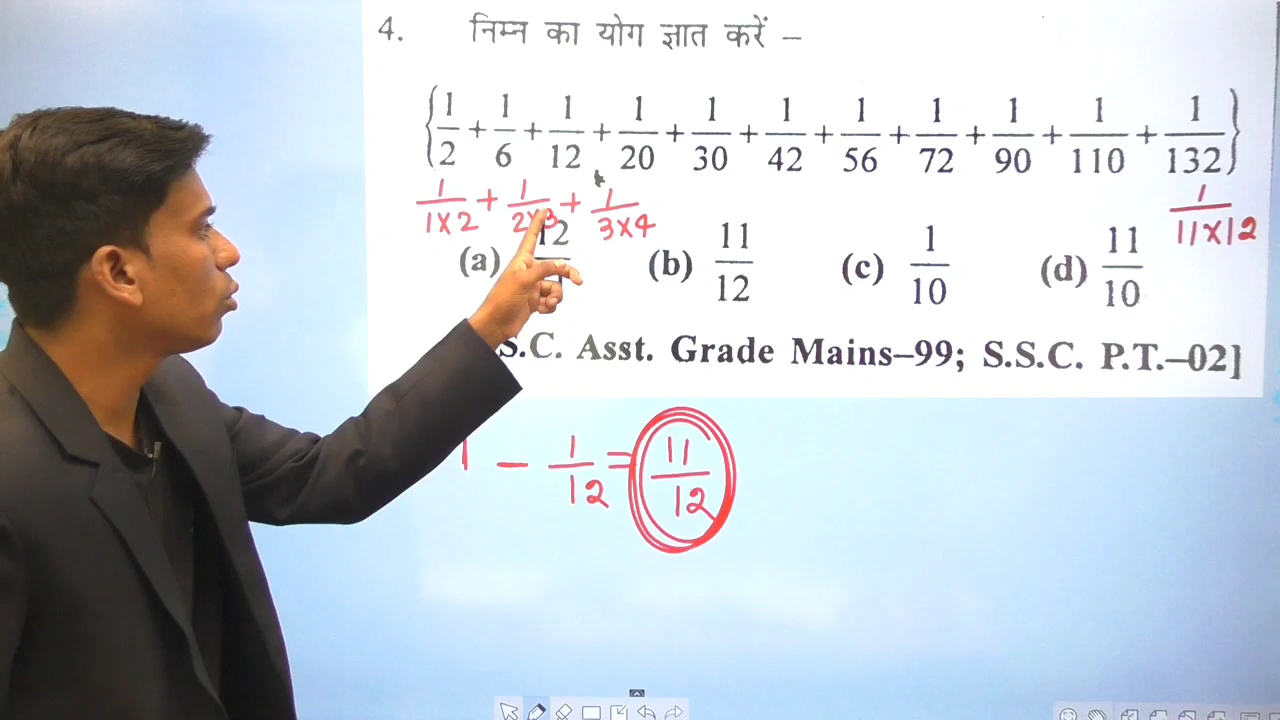 4. निम्न का योग ज्ञात करें –
{1/2 + 1/6 + 1/12 + 1/20 + 1/30 + 1/42 + 1/56 + 1/72 + 1/90 + 1/110 + 1/132}
1/1×2 + 1/2×3 + 1/3×4 1/11×12
(a) 12 (b) 11/12 (c) 1/10 (d) 11/10
S.C. Asst. Grade Mains–99; S.S.C. P.T.–02]
1 – 1/12 = 11/12